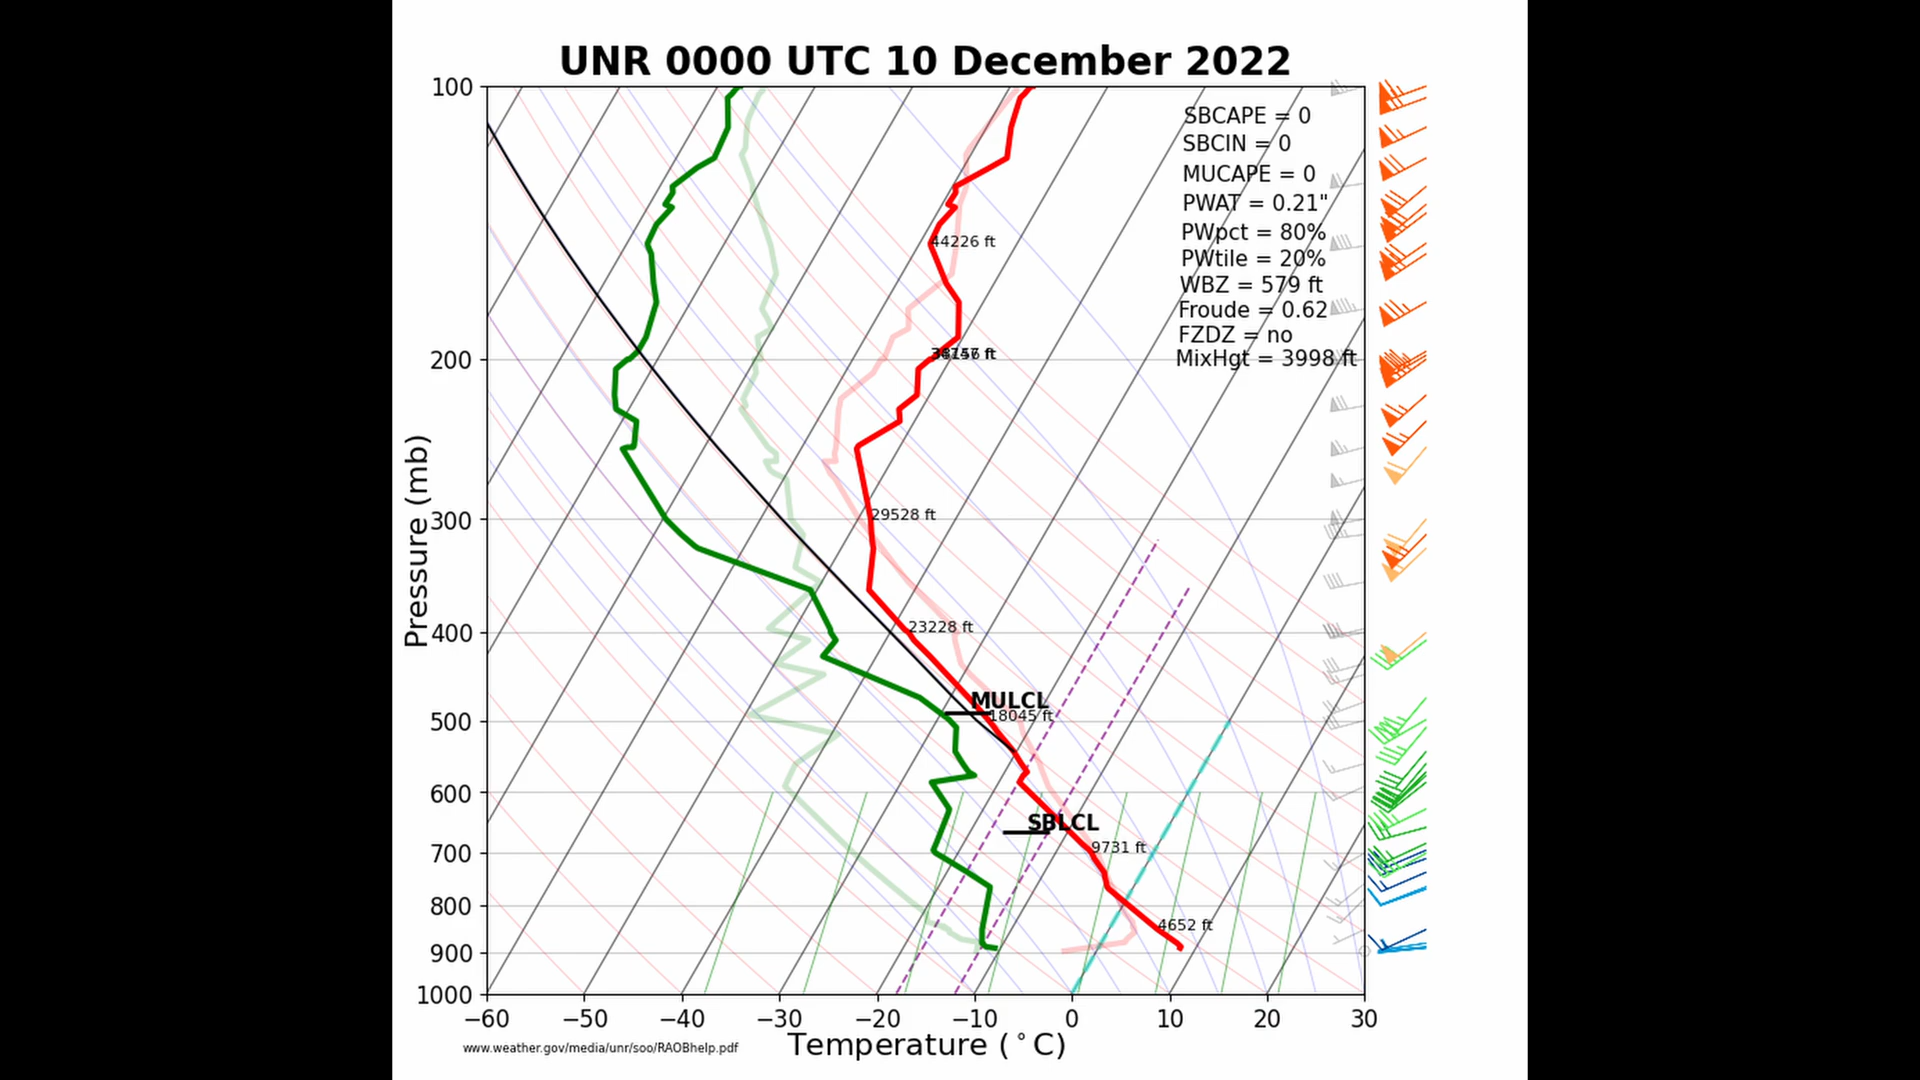 UNR 0000 UTC 10 December 2022
100
200
300
400
500
600
700
800
900
1000
Pressure (mb)
SBCAPE = 0
SBCIN = 0
MUCAPE = 0
PWAT = 0.21"
PWpct = 80%
PWtile = 20%
WBZ = 579 ft
Froude = 0.62
FZDZ = no
MixHgt = 3998 ft
44226 ft
29528 ft
23228 ft
MULCL
18045 ft
SBLCL
9731 ft
4652 ft
−60 −50 −40 −30 −20 −10 0 10 20 30
Temperature (°C)
www.weather.gov/media/unr/soo/RAOBhelp.pdf